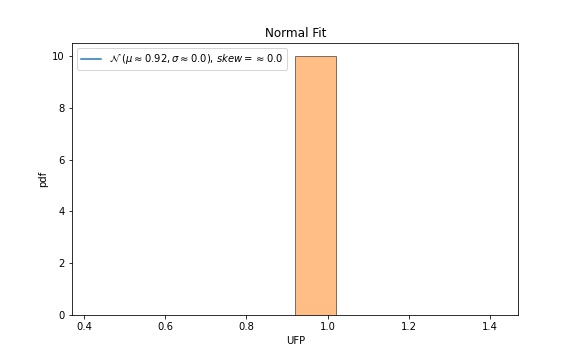 Normal Fit
𝒩(μ ≈ 0.92, σ ≈ 0.0), skew = ≈ 0.0
pdf
10
8
6
4
2
0
0.4 0.6 0.8 1.0 1.2 1.4
UFP